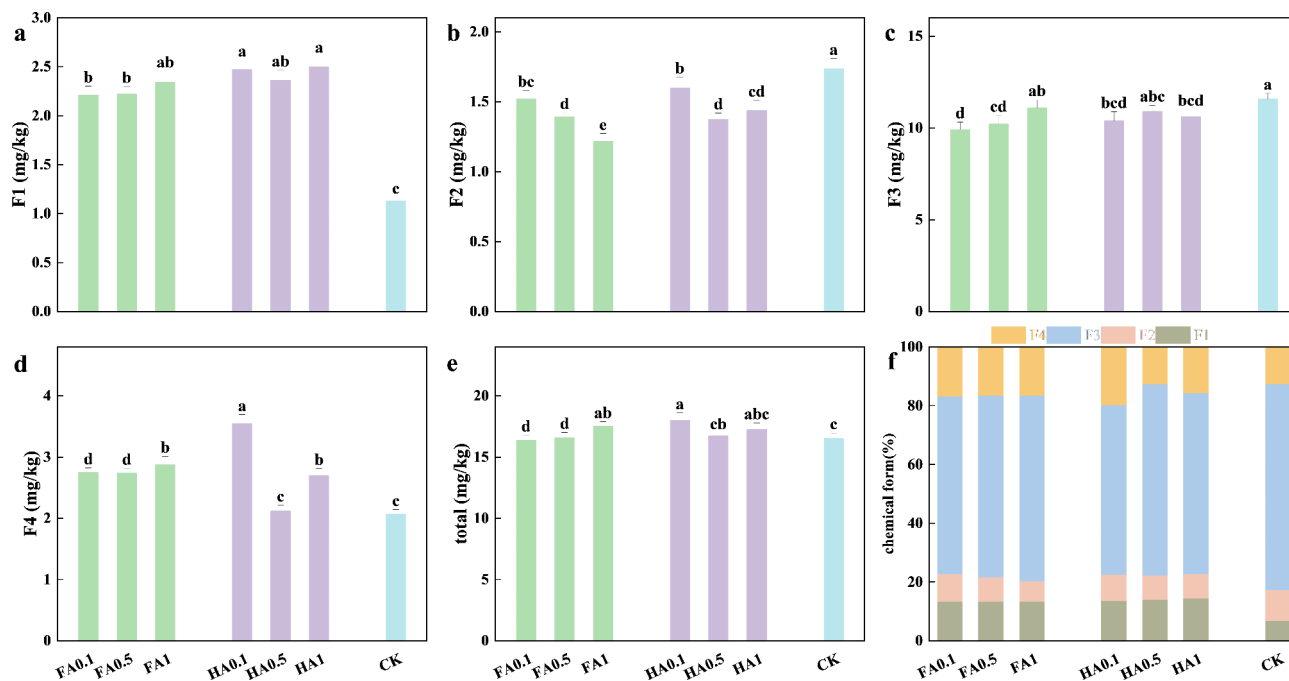 a
F1 (mg/kg)
3.0
2.5
2.0
1.5
1.0
0.5
0.0
b b ab a ab a c
b
F2 (mg/kg)
2.0
1.5
1.0
0.5
0.0
bc d e b d cd a
c
F3 (mg/kg)
15
10
5
0
d cd ab bcd abc bcd a
d
F4 (mg/kg)
4
3
2
1
0
d d b a c b c
FA0.1 FA0.5 FA1 HA0.1 HA0.5 HA1 CK
e
total (mg/kg)
20
15
10
5
0
d d ab a cb abc c
FA0.1 FA0.5 FA1 HA0.1 HA0.5 HA1 CK
F4 F3 F2 F1
f
chemical form(%)
100
80
60
40
20
0
FA0.1 FA0.5 FA1 HA0.1 HA0.5 HA1 CK